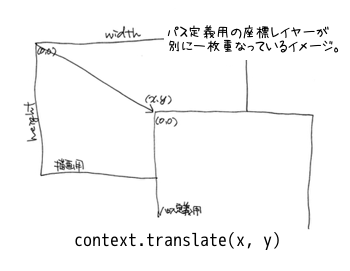 width
パス定義用の座標レイヤーが
別に一枚重なっているイメージ。
(0,0)
height
(x,y)
(0,0)
描画用
パス定義用
context.translate(x, y)